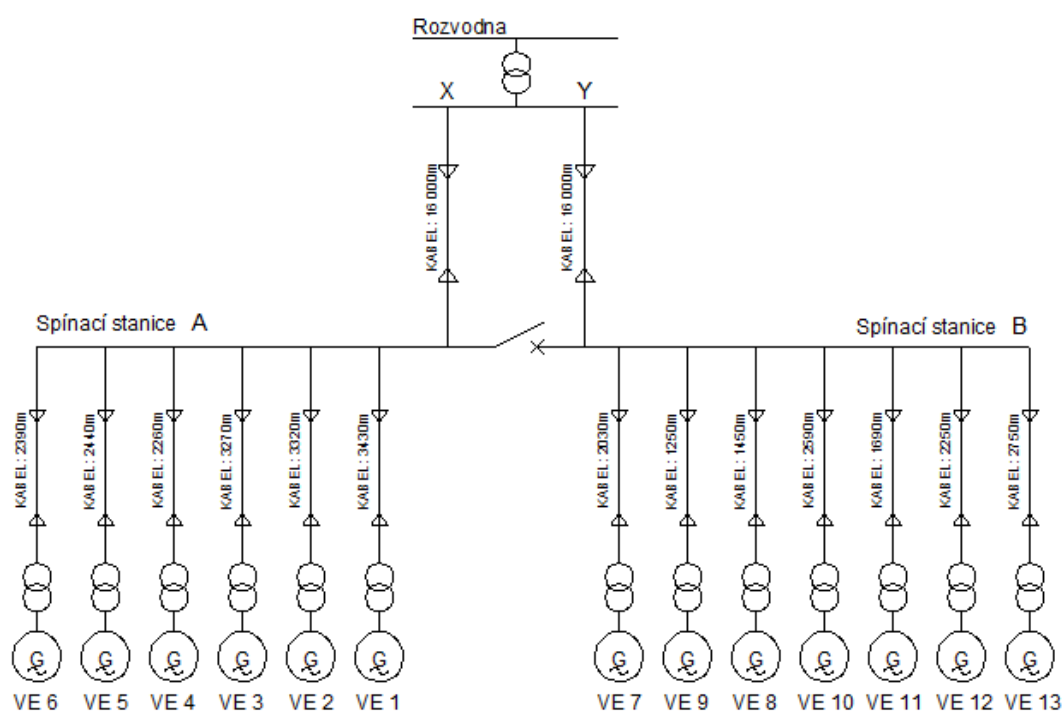 Rozvodna
X Y
KABEL: 16 000m
KABEL: 16 000m
Spínací stanice A
Spínací stanice B
KABEL: 2390m
KABEL: 2440m
KABEL: 2260m
KABEL: 3270m
KABEL: 3320m
KABEL: 3430m
KABEL: 2030m
KABEL: 1250m
KABEL: 1450m
KABEL: 2590m
KABEL: 1690m
KABEL: 2250m
KABEL: 2750m
G G G G G G G G G G G G G
VE 6 VE 5 VE 4 VE 3 VE 2 VE 1 VE 7 VE 9 VE 8 VE 10 VE 11 VE 12 VE 13